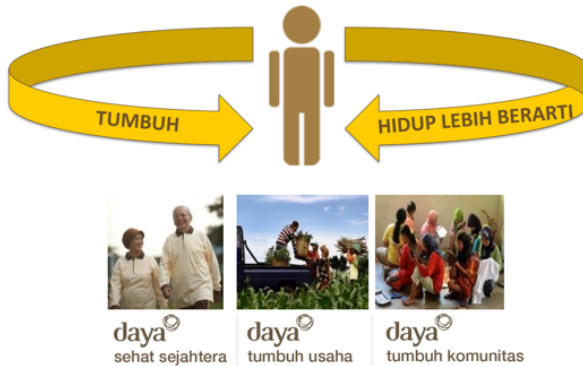 TUMBUH
HIDUP LEBIH BERARTI
daya
sehat sejahtera
daya
tumbuh usaha
daya
tumbuh komunitas